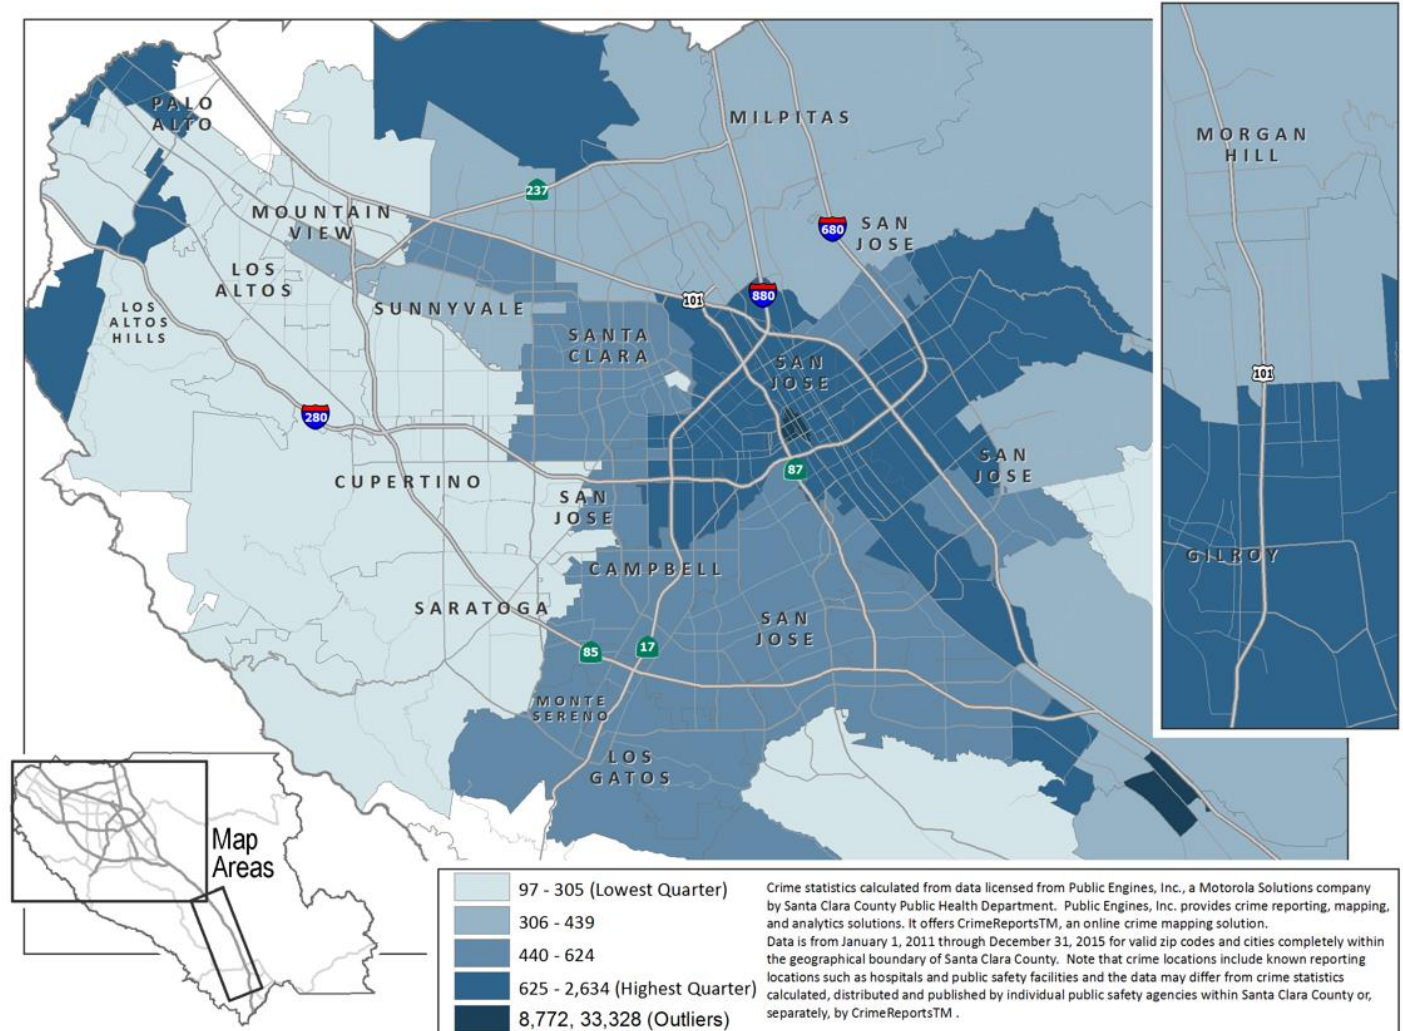 PALO
ALTO
MOUNTAIN
VIEW
LOS
ALTOS
LOS
ALTOS
HILLS
SUNNYVALE
237
MILPITAS
680
SAN
JOSE
101
880
SANTA
CLARA
SAN
JOSE
280
CUPERTINO
87
SAN
JOSE
SAN
JOSE
CAMPBELL
SARATOGA
85
17
SAN
JOSE
MONTE
SERENO
LOS
GATOS
MORGAN
HILL
101
GILROY
Map
Areas
97 - 305 (Lowest Quarter)
306 - 439
440 - 624
625 - 2,634 (Highest Quarter)
8,772, 33,328 (Outliers)
Crime statistics calculated from data licensed from Public Engines, Inc., a Motorola Solutions company
by Santa Clara County Public Health Department.  Public Engines, Inc. provides crime reporting, mapping,
and analytics solutions. It offers CrimeReportsTM, an online crime mapping solution.
Data is from January 1, 2011 through December 31, 2015 for valid zip codes and cities completely within
the geographical boundary of Santa Clara County.  Note that crime locations include known reporting
locations such as hospitals and public safety facilities and the data may differ from crime statistics
calculated, distributed and published by individual public safety agencies within Santa Clara County or,
separately, by CrimeReportsTM .